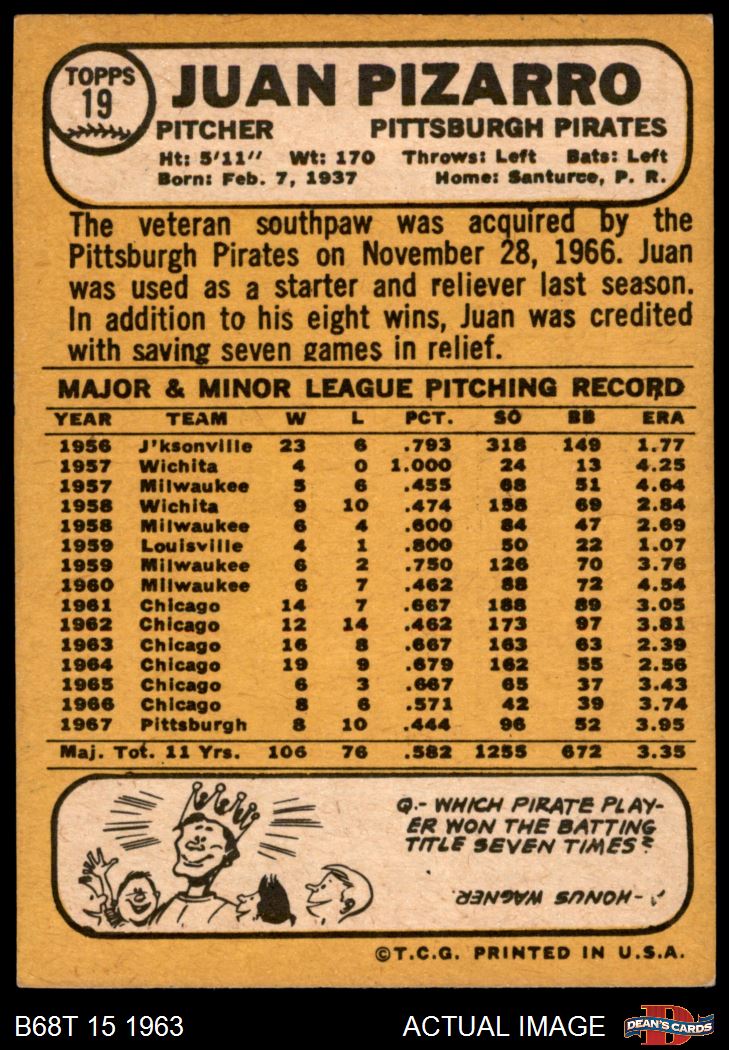 TOPPS
19
JUAN PIZARRO
PITCHER PITTSBURGH PIRATES
Ht: 5'11" Wt: 170 Throws: Left Bats: Left
Born: Feb. 7, 1937 Home: Santurce, P. R.
The veteran southpaw was acquired by the
Pittsburgh Pirates on November 28, 1966. Juan
was used as a starter and reliever last season.
In addition to his eight wins, Juan was credited
with saving seven games in relief.
MAJOR & MINOR LEAGUE PITCHING RECORD
YEAR TEAM W L PCT. SO BB ERA
1956 J'ksonville 23 6 .793 318 149 1.77
1957 Wichita 4 0 1.000 24 13 4.25
1957 Milwaukee 5 6 .455 68 51 4.64
1958 Wichita 9 10 .474 158 69 2.84
1958 Milwaukee 6 4 .600 84 47 2.69
1959 Louisville 4 1 .800 50 22 1.07
1959 Milwaukee 6 2 .750 126 70 3.76
1960 Milwaukee 6 7 .462 88 72 4.54
1961 Chicago 14 7 .667 188 89 3.05
1962 Chicago 12 14 .462 173 97 3.81
1963 Chicago 16 8 .667 163 63 2.39
1964 Chicago 19 9 .679 162 55 2.56
1965 Chicago 6 3 .667 65 37 3.43
1966 Chicago 8 6 .571 42 39 3.74
1967 Pittsburgh 8 10 .444 96 52 3.95
Maj. Tot. 11 Yrs. 106 76 .582 1255 672 3.35
Q.- WHICH PIRATE PLAY-
ER WON THE BATTING
TITLE SEVEN TIMES?
A.- HONUS WAGNER
©T.C.G. PRINTED IN U.S.A.
B68T 15 1963 ACTUAL IMAGE
D
DEAN'S CARDS